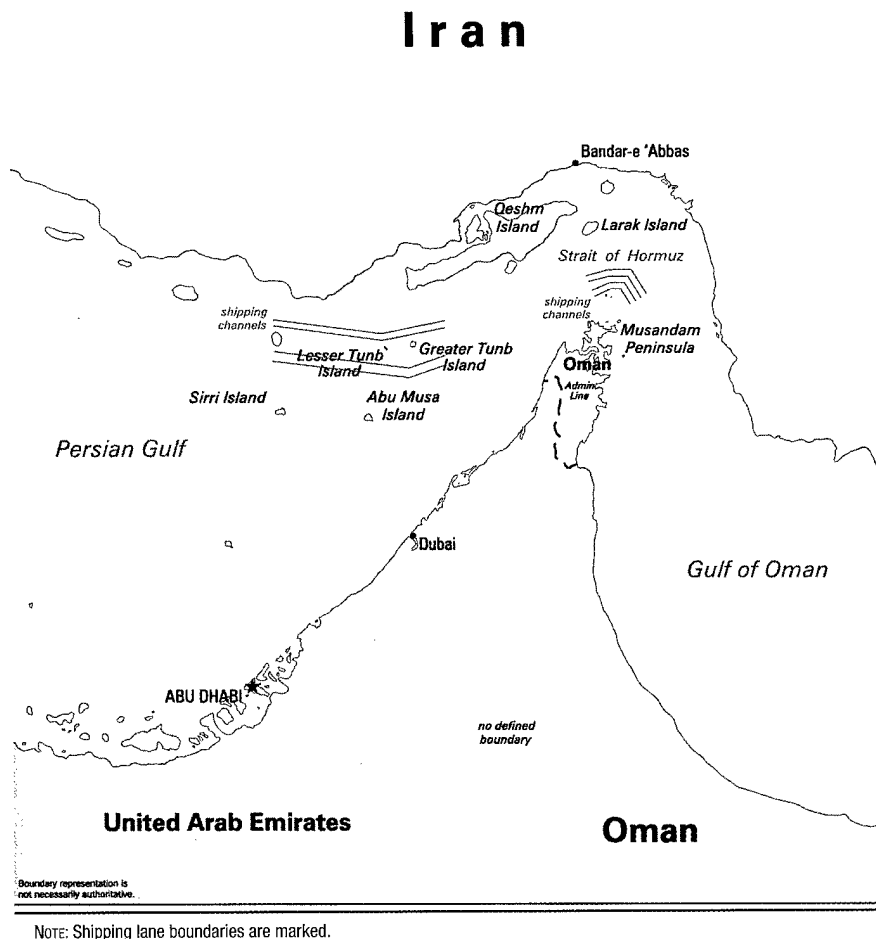 Iran
Bandar-e 'Abbas
Qeshm
Island
Larak Island
Strait of Hormuz
shipping
channels
shipping
channels
Musandam
Peninsula
Lesser Tunb
Island
Greater Tunb
Island
Oman
Admin
Line
Sirri Island
Abu Musa
Island
Persian Gulf
Dubai
Gulf of Oman
ABU DHABI
no defined
boundary
United Arab Emirates
Oman
Boundary representation is
not necessarily authoritative.
NOTE: Shipping lane boundaries are marked.